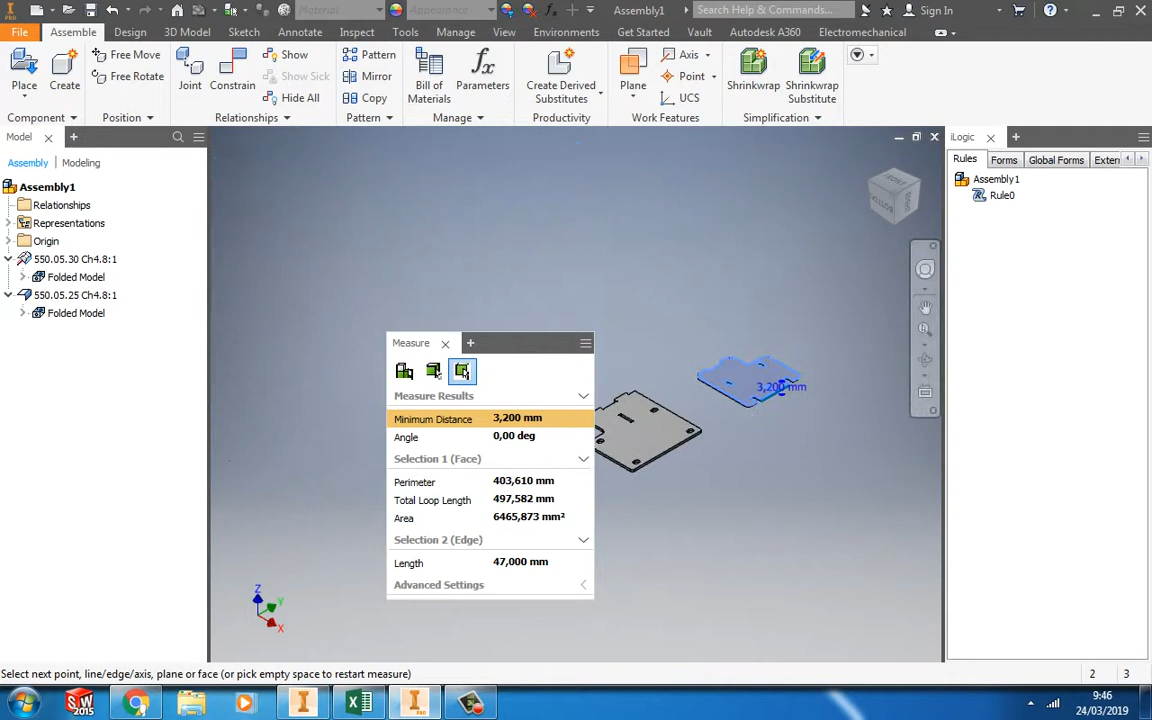 Material
Appearance
Assembly1
Search Help & Commands...
Sign In
File
Assemble
Design
3D Model
Sketch
Annotate
Inspect
Tools
Manage
View
Environments
Get Started
Vault
Autodesk A360
Electromechanical
Place
Create
Free Move
Free Rotate
Joint
Constrain
Show
Show Sick
Hide All
Pattern
Mirror
Copy
Bill of Materials
Parameters
Create Derived Substitutes
Plane
Axis
Point
UCS
Shrinkwrap
Shrinkwrap Substitute
Component
Position
Relationships
Pattern
Manage
Productivity
Work Features
Simplification
Model
Assembly
Modeling
Assembly1
Relationships
Representations
Origin
550.05.30 Ch4.8:1
Folded Model
550.05.25 Ch4.8:1
Folded Model
FRONT
BOTTOM
iLogic
Rules
Forms
Global Forms
Extern
Assembly1
Rule0
Measure
Measure Results
Minimum Distance 3,200 mm
Angle 0,00 deg
Selection 1 (Face)
Perimeter 403,610 mm
Total Loop Length 497,582 mm
Area 6465,873 mm²
Selection 2 (Edge)
Length 47,000 mm
Advanced Settings
3,200 mm
Z
Y
X
Select next point, line/edge/axis, plane or face (or pick empty space to restart measure)
2
3
SW
2015
PRO
9:46
24/03/2019